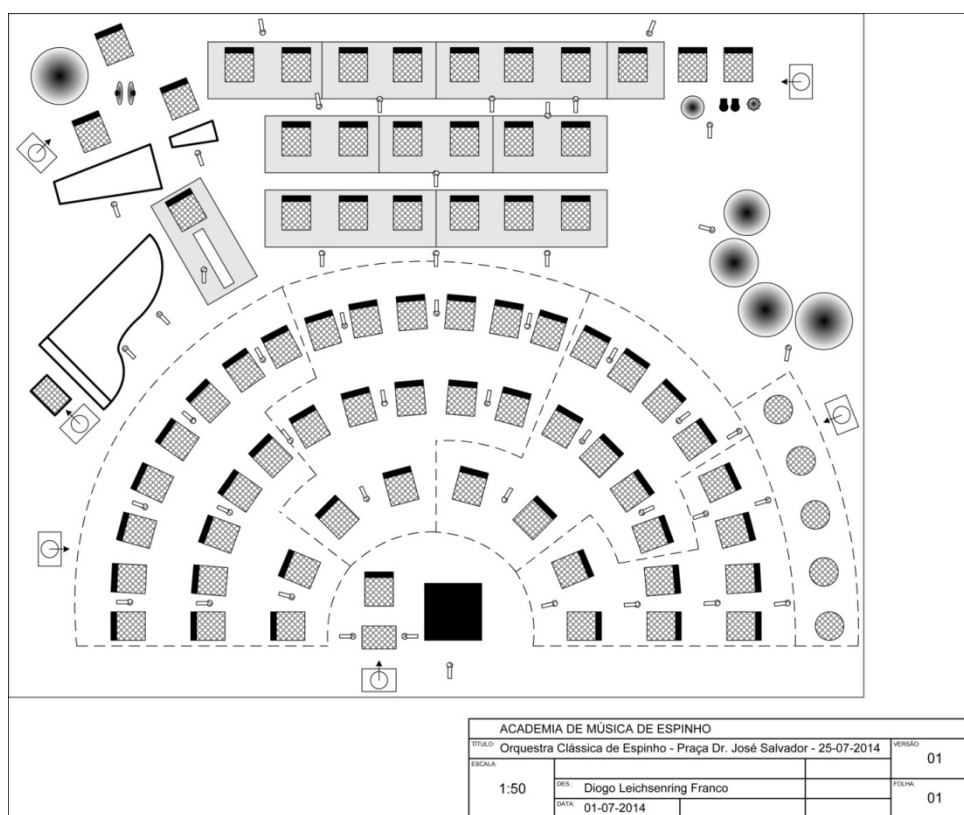 ACADEMIA DE MÚSICA DE ESPINHO
TÍTULO: Orquestra Clássica de Espinho - Praça Dr. José Salvador - 25-07-2014
VERSÃO: 01
ESCALA: 1:50
DES.: Diogo Leichsenring Franco
FOLHA: 01
DATA: 01-07-2014